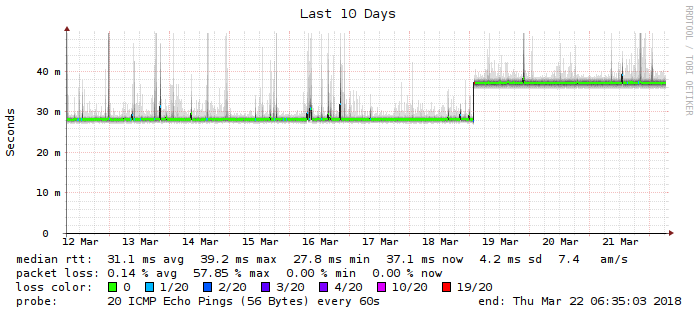 Last 10 Days
RRDTOOL / TOBI OETIKER
Seconds
40 m
30 m
20 m
10 m
0
12 Mar 13 Mar 14 Mar 15 Mar 16 Mar 17 Mar 18 Mar 19 Mar 20 Mar 21 Mar
median rtt: 31.1 ms avg 39.2 ms max 27.8 ms min 37.1 ms now 4.2 ms sd 7.4 am/s
packet loss: 0.14 % avg 57.85 % max 0.00 % min 0.00 % now
loss color: 0 1/20 2/20 3/20 4/20 10/20 19/20
probe: 20 ICMP Echo Pings (56 Bytes) every 60s end: Thu Mar 22 06:35:03 2018